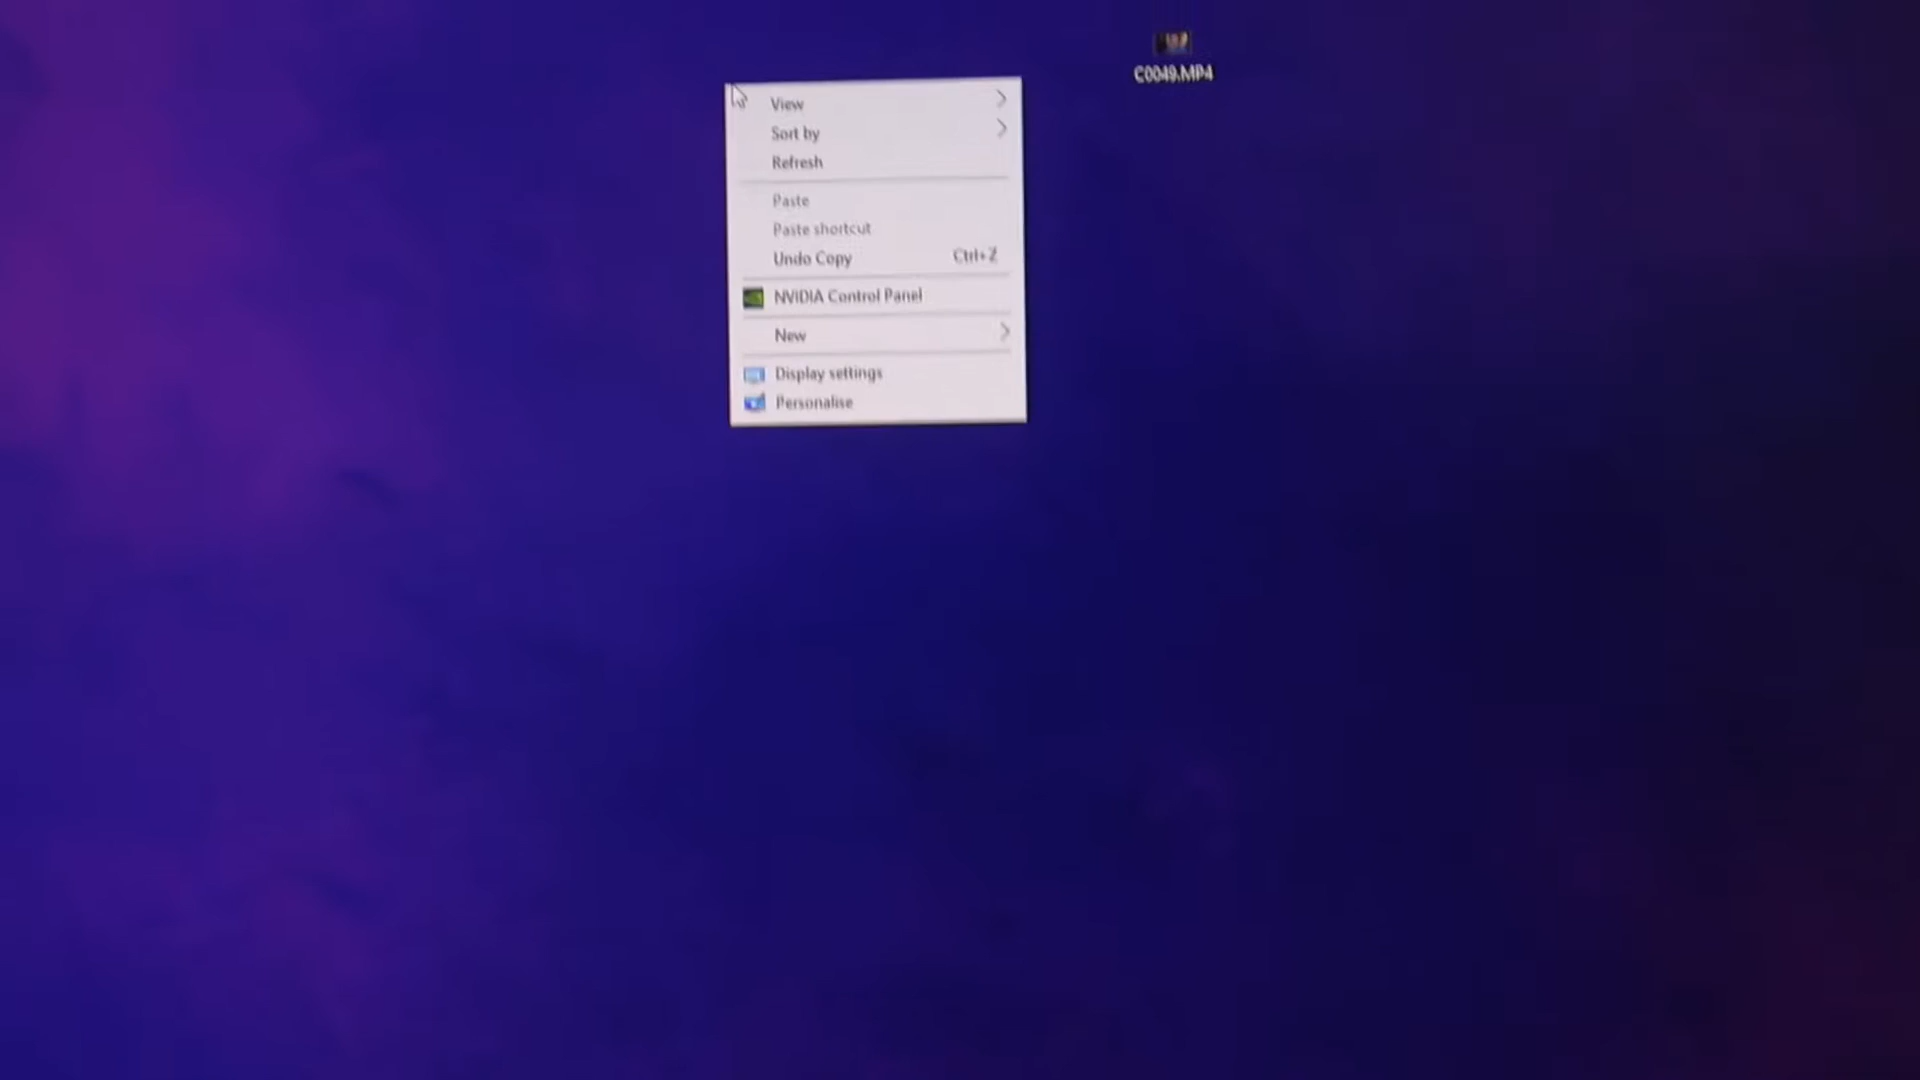 C0049.MP4
View
Sort by
Refresh
Paste
Paste shortcut
Undo Copy Ctrl+Z
NVIDIA Control Panel
New
Display settings
Personalise